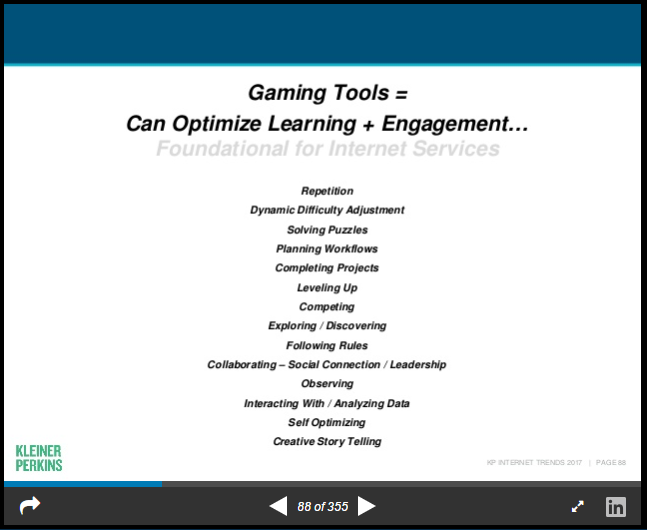 Gaming Tools =
Can Optimize Learning + Engagement…
Foundational for Internet Services
Repetition
Dynamic Difficulty Adjustment
Solving Puzzles
Planning Workflows
Completing Projects
Leveling Up
Competing
Exploring / Discovering
Following Rules
Collaborating – Social Connection / Leadership
Observing
Interacting With / Analyzing Data
Self Optimizing
Creative Story Telling
KLEINER
PERKINS
KP INTERNET TRENDS 2017 | PAGE 88
88 of 355
in